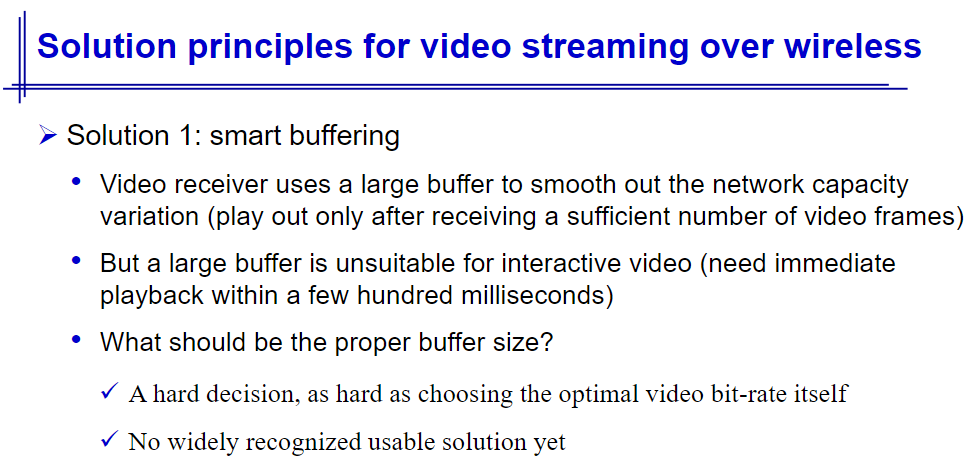 Solution principles for video streaming over wireless
➤ Solution 1: smart buffering
• Video receiver uses a large buffer to smooth out the network capacity
variation (play out only after receiving a sufficient number of video frames)
• But a large buffer is unsuitable for interactive video (need immediate
playback within a few hundred milliseconds)
• What should be the proper buffer size?
✓ A hard decision, as hard as choosing the optimal video bit-rate itself
✓ No widely recognized usable solution yet